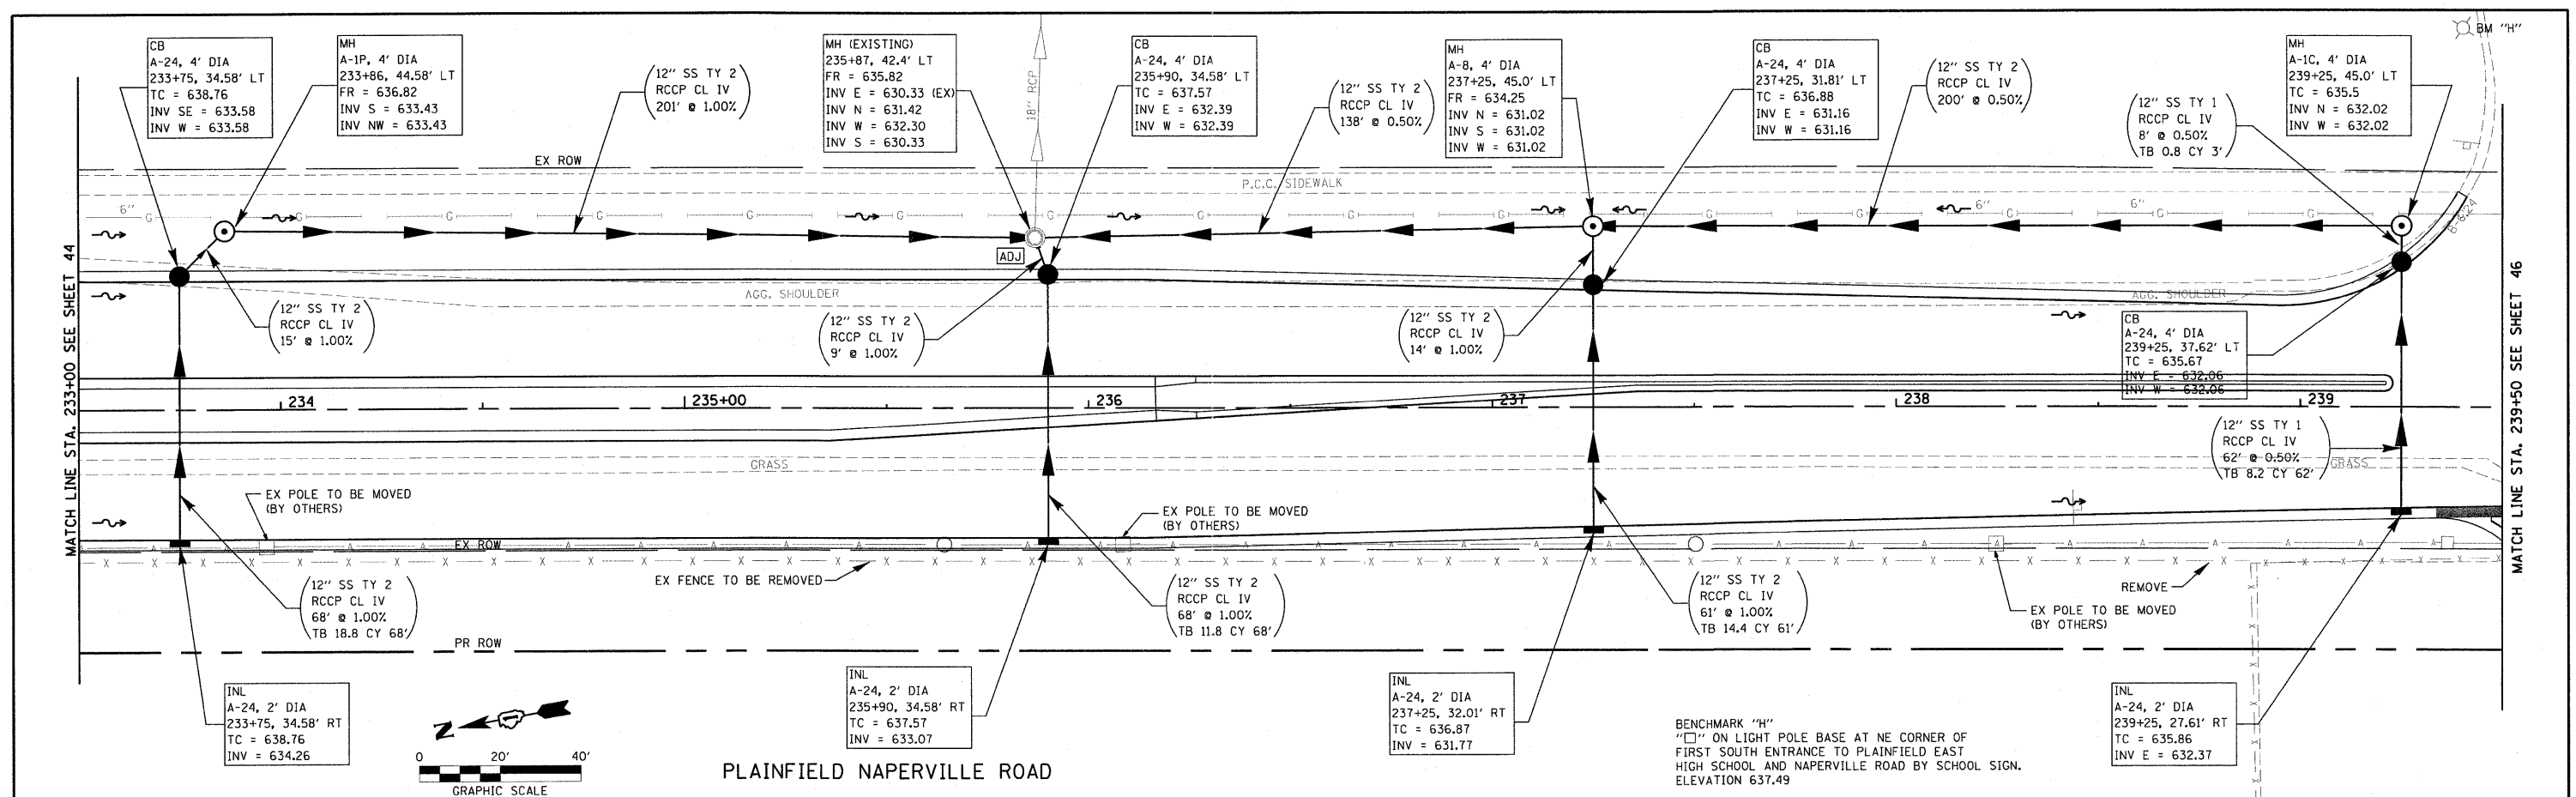 CB
A-24, 4' DIA
233+75, 34.58' LT
TC = 638.76
INV SE = 633.58
INV W = 633.58
MH
A-1P, 4' DIA
233+86, 44.58' LT
FR = 636.82
INV S = 633.43
INV NW = 633.43
12" SS TY 2
RCCP CL IV
201' @ 1.00%
MH (EXISTING)
235+87, 42.4' LT
FR = 635.82
INV E = 630.33 (EX)
INV N = 631.42
INV W = 632.30
INV S = 630.33
18" RCP
CB
A-24, 4' DIA
235+90, 34.58' LT
TC = 637.57
INV E = 632.39
INV W = 632.39
12" SS TY 2
RCCP CL IV
138' @ 0.50%
MH
A-8, 4' DIA
237+25, 45.0' LT
FR = 634.25
INV N = 631.02
INV S = 631.02
INV W = 631.02
CB
A-24, 4' DIA
237+25, 31.81' LT
TC = 636.88
INV E = 631.16
INV W = 631.16
12" SS TY 2
RCCP CL IV
200' @ 0.50%
12" SS TY 1
RCCP CL IV
8' @ 0.50%
TB 0.8 CY 3'
MH
A-1C, 4' DIA
239+25, 45.0' LT
TC = 635.5
INV N = 632.02
INV W = 632.02
BM "H"
EX ROW
P.C.C. SIDEWALK
6" G G G G G G G G G G G G 6" G 6" G
B-6.24
ADJ
AGG. SHOULDER
AGG. SHOULDER
MATCH LINE STA. 233+00 SEE SHEET 44
MATCH LINE STA. 239+50 SEE SHEET 46
12" SS TY 2
RCCP CL IV
15' @ 1.00%
12" SS TY 2
RCCP CL IV
9' @ 1.00%
12" SS TY 2
RCCP CL IV
14' @ 1.00%
CB
A-24, 4' DIA
239+25, 37.62' LT
TC = 635.67
INV E = 632.06
INV W = 632.06
234
235+00
236
237
238
239
12" SS TY 1
RCCP CL IV
62' @ 0.50%
TB 8.2 CY 62'
GRASS
GRASS
EX POLE TO BE MOVED
(BY OTHERS)
EX POLE TO BE MOVED
(BY OTHERS)
EX ROW
EX FENCE TO BE REMOVED
REMOVE
EX POLE TO BE MOVED
(BY OTHERS)
12" SS TY 2
RCCP CL IV
68' @ 1.00%
TB 18.8 CY 68'
12" SS TY 2
RCCP CL IV
68' @ 1.00%
TB 11.8 CY 68'
12" SS TY 2
RCCP CL IV
61' @ 1.00%
TB 14.4 CY 61'
PR ROW
INL
A-24, 2' DIA
233+75, 34.58' RT
TC = 638.76
INV = 634.26
N
0 20' 40'
GRAPHIC SCALE
PLAINFIELD NAPERVILLE ROAD
INL
A-24, 2' DIA
235+90, 34.58' RT
TC = 637.57
INV = 633.07
INL
A-24, 2' DIA
237+25, 32.01' RT
TC = 636.87
INV = 631.77
BENCHMARK "H"
"□" ON LIGHT POLE BASE AT NE CORNER OF
FIRST SOUTH ENTRANCE TO PLAINFIELD EAST
HIGH SCHOOL AND NAPERVILLE ROAD BY SCHOOL SIGN.
ELEVATION 637.49
INL
A-24, 2' DIA
239+25, 27.61' RT
TC = 635.86
INV E = 632.37